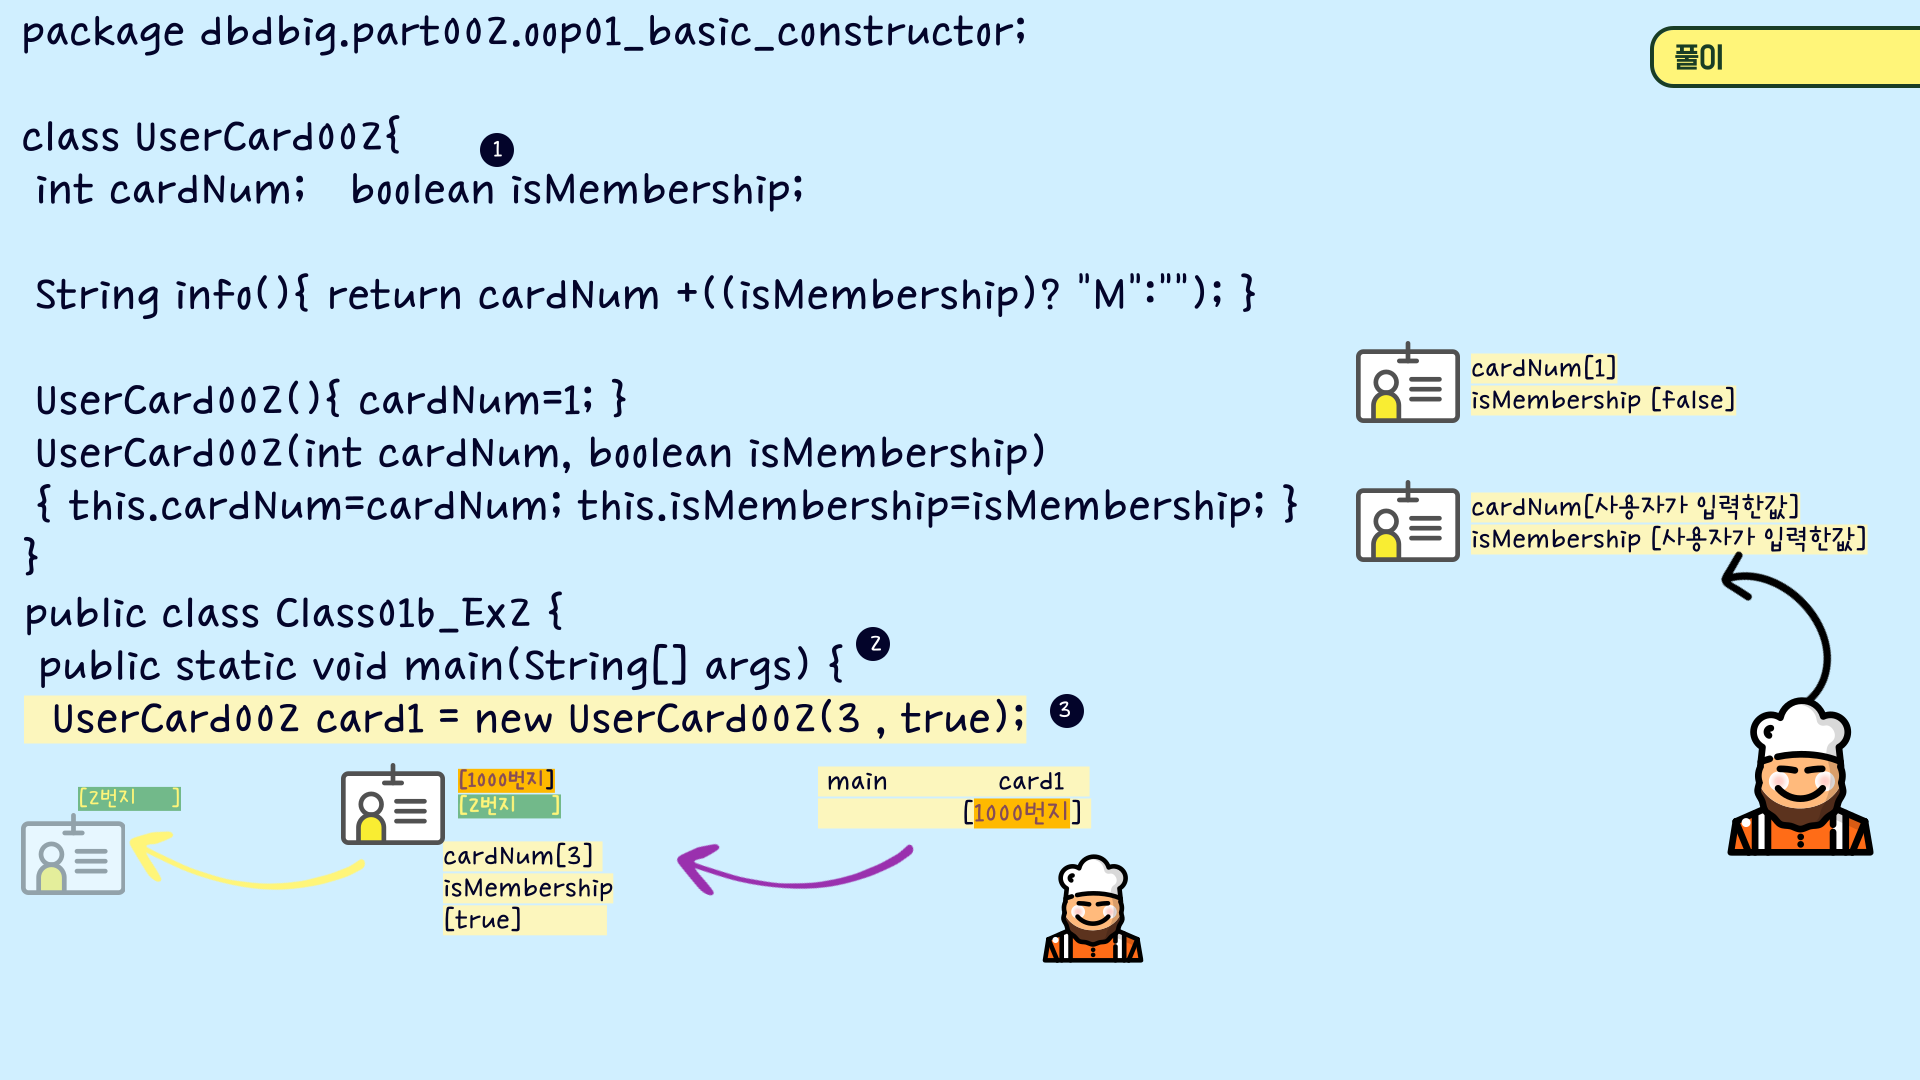 package dbdbig.part002.oop01_basic_constructor;
풀이
class UserCard002{
1
int cardNum;   boolean isMembership;
String info(){ return cardNum +((isMembership)? "M":""); }
UserCard002(){ cardNum=1; }
cardNum[1]
isMembership [false]
UserCard002(int cardNum, boolean isMembership)
{ this.cardNum=cardNum; this.isMembership=isMembership; }
cardNum[사용자가 입력한값]
isMembership [사용자가 입력한값]
}
public class Class01b_Ex2 {
public static void main(String[] args) {
2
UserCard002 card1 = new UserCard002(3 , true);
3
[2번지   ]
[1000번지]
[2번지   ]
cardNum[3]
isMembership
[true]
main   card1
[1000번지]